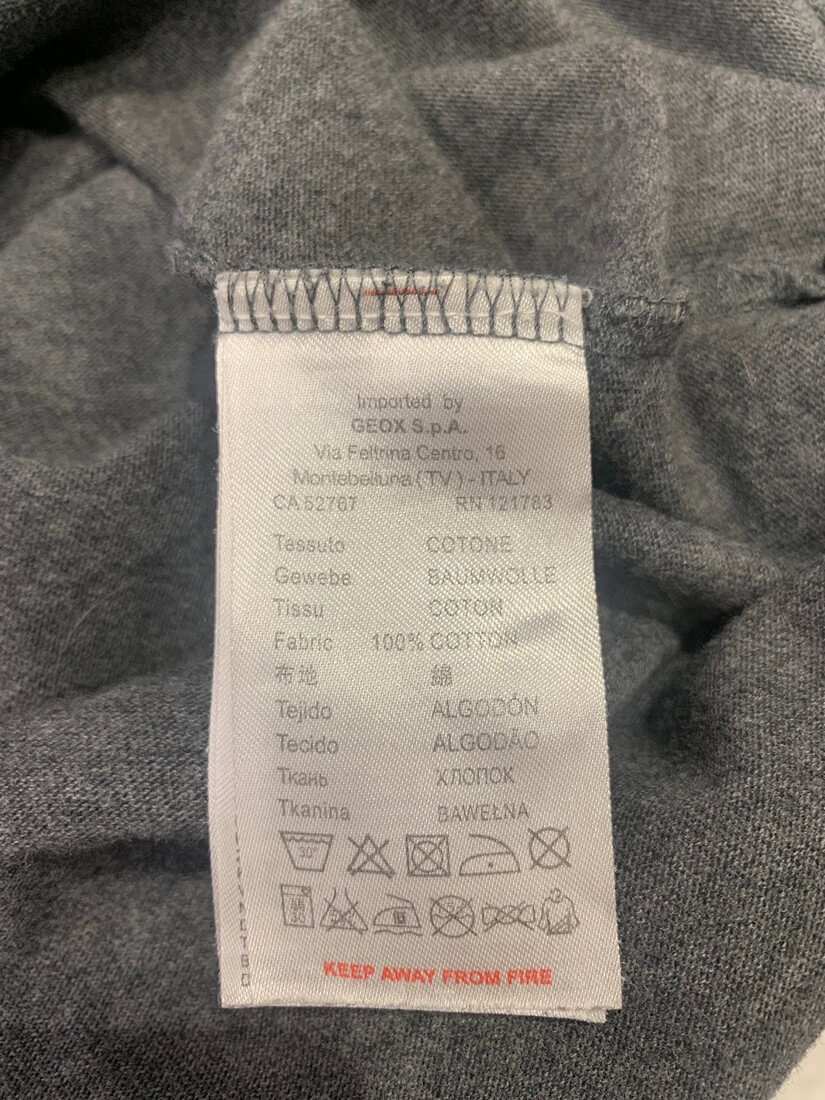 Imported by
GEOX S.p.A.
Via Feltrina Centro, 16
Montebelluna (TV) - ITALY
CA 52767 RN 121783
Tessuto COTONE
Gewebe BAUMWOLLE
Tissu COTON
Fabric 100% COTTON
布地 綿
Tejido ALGODÓN
Tecido ALGODÃO
Ткань ХЛОПОК
Tkanina BAWEŁNA
30°
KEEP AWAY FROM FIRE